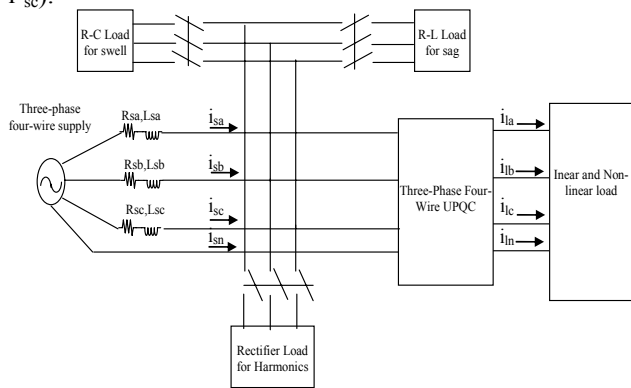 P sc).
R-C Load
for swell
R-L Load
for sag
Three-phase
four-wire supply
Rsa,Lsa
isa
Rsb,Lsb
isb
Rsc,Lsc
isc
isn
Three-Phase Four-
Wire UPQC
ila
ilb
ilc
iln
Inear and Non-
linear load
Rectifier Load
for Harmonics